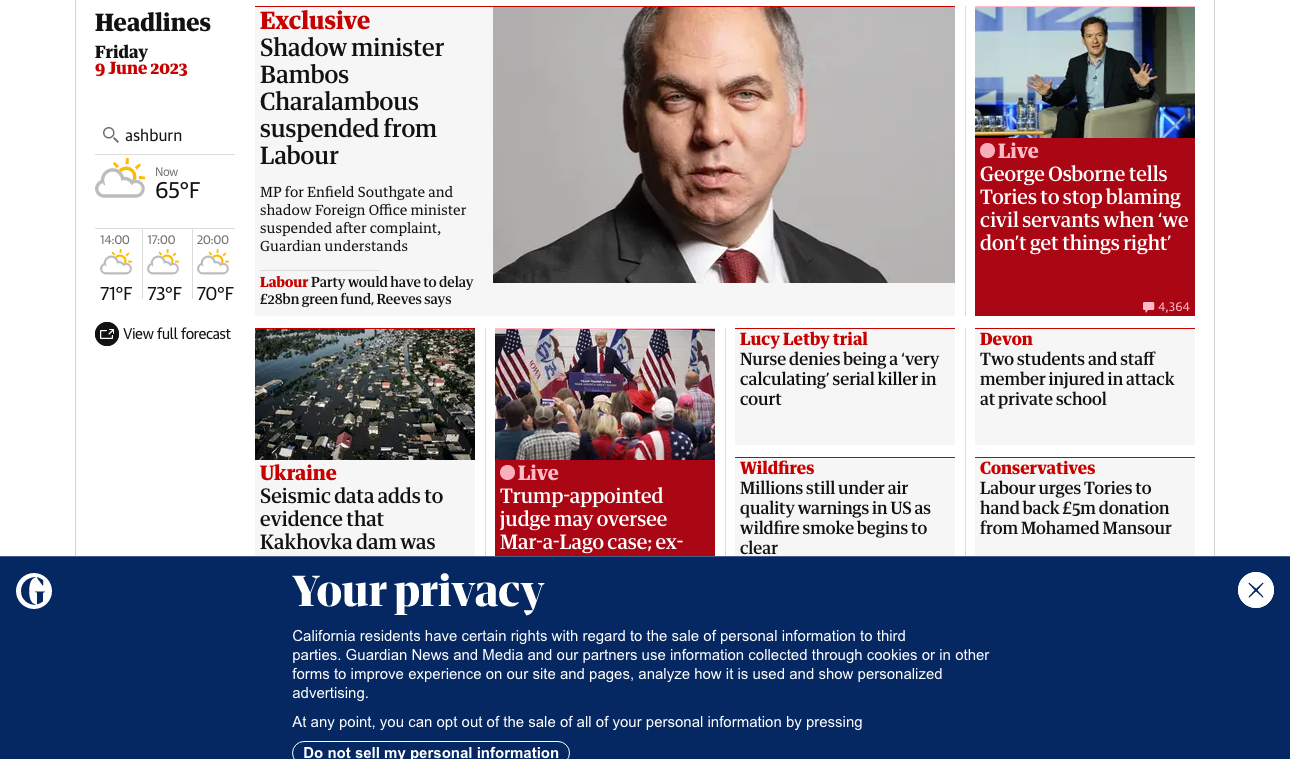 Headlines
Friday
9 June 2023
ashburn
Now
65°F
14:00
17:00
20:00
71°F
73°F
70°F
View full forecast
Exclusive
Shadow minister
Bambos
Charalambous
suspended from
Labour
MP for Enfield Southgate and
shadow Foreign Office minister
suspended after complaint,
Guardian understands
Labour Party would have to delay
£28bn green fund, Reeves says
Live
George Osborne tells
Tories to stop blaming
civil servants when ‘we
don’t get things right’
4,364
Ukraine
Seismic data adds to
evidence that
Kakhovka dam was
Live
Trump-appointed
judge may oversee
Mar-a-Lago case; ex-
Lucy Letby trial
Nurse denies being a ‘very
calculating’ serial killer in
court
Devon
Two students and staff
member injured in attack
at private school
Wildfires
Millions still under air
quality warnings in US as
wildfire smoke begins to
clear
Conservatives
Labour urges Tories to
hand back £5m donation
from Mohamed Mansour
Your privacy
California residents have certain rights with regard to the sale of personal information to third
parties. Guardian News and Media and our partners use information collected through cookies or in other
forms to improve experience on our site and pages, analyze how it is used and show personalized
advertising.
At any point, you can opt out of the sale of all of your personal information by pressing
Do not sell my personal information